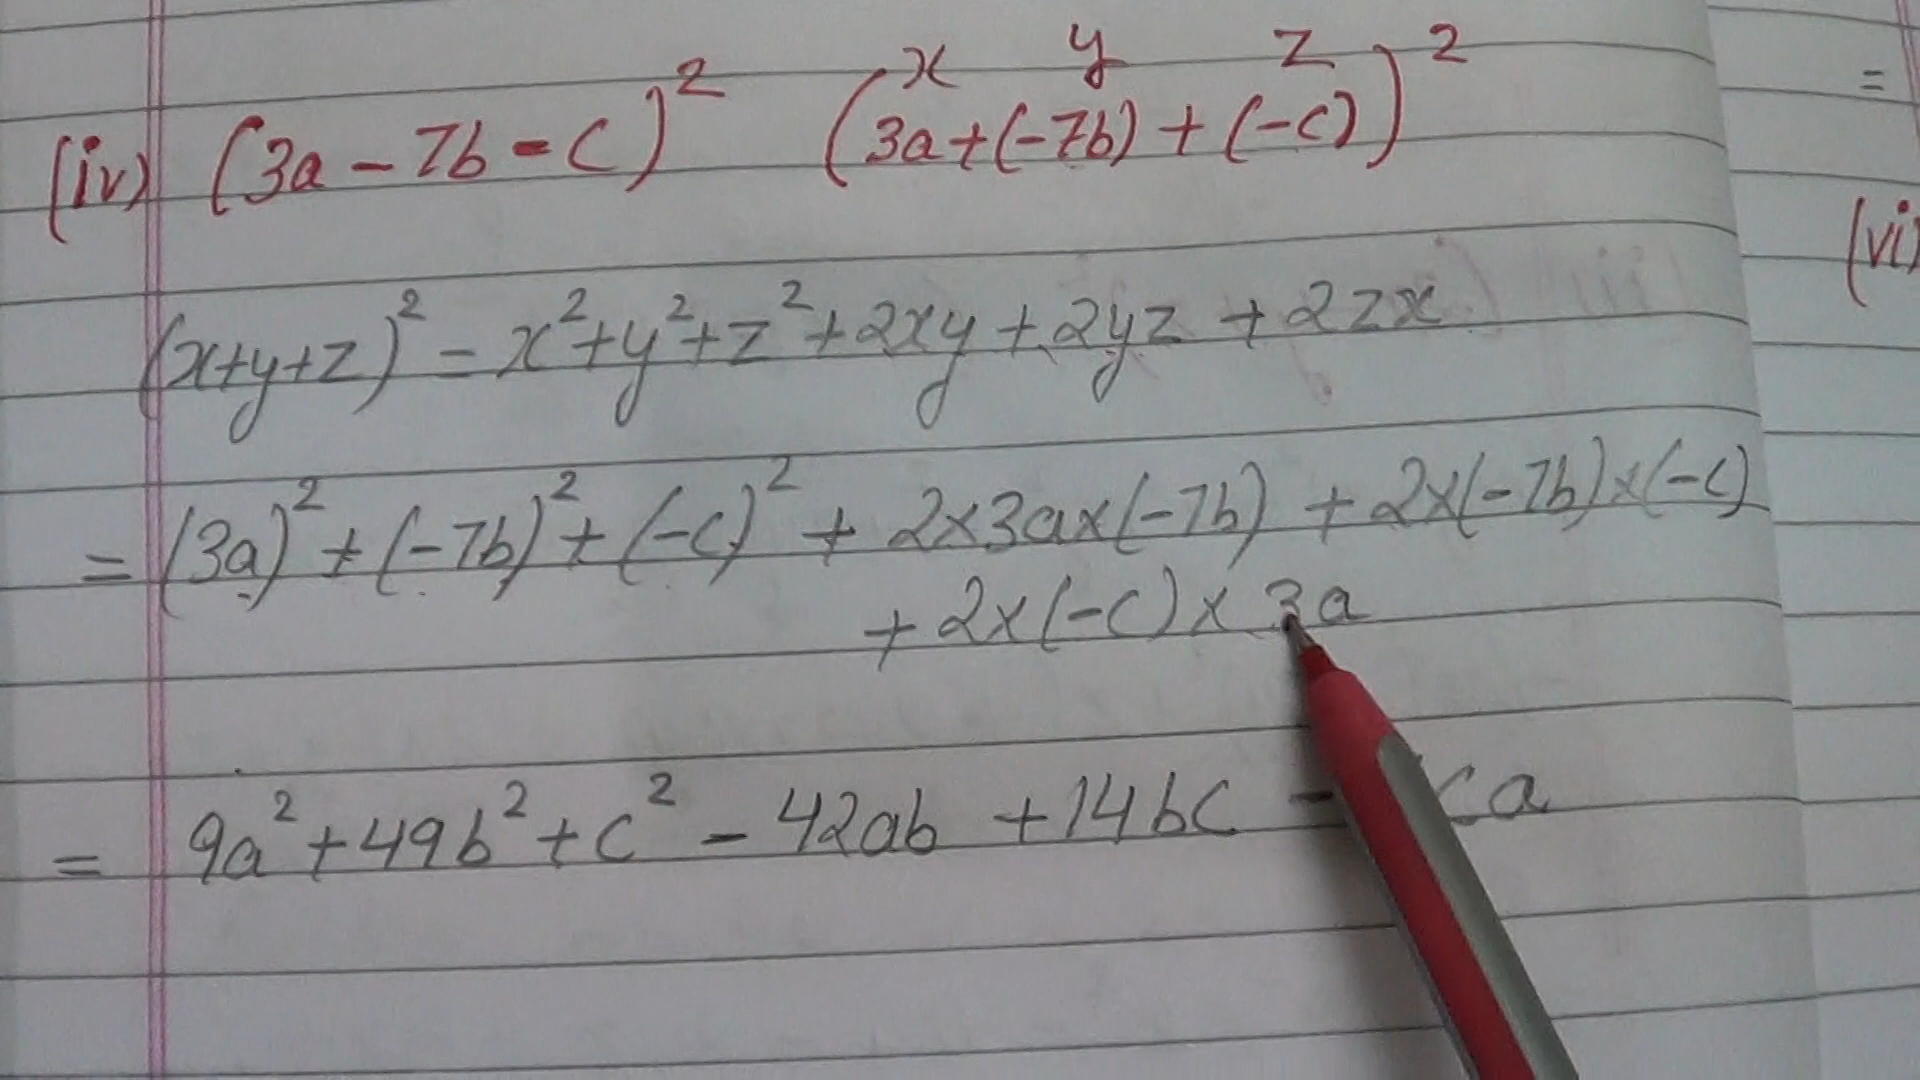 (iv) (3a - 7b - c)² (3a + (-7b) + (-c))²
x y z
(x+y+z)² = x² + y² + z² + 2xy + 2yz + 2zx
= (3a)² + (-7b)² + (-c)² + 2×3a×(-7b) + 2×(-7b)×(-c)
+ 2×(-c)×3a
= 9a² + 49b² + c² - 42ab + 14bc - ca
=
(vi)